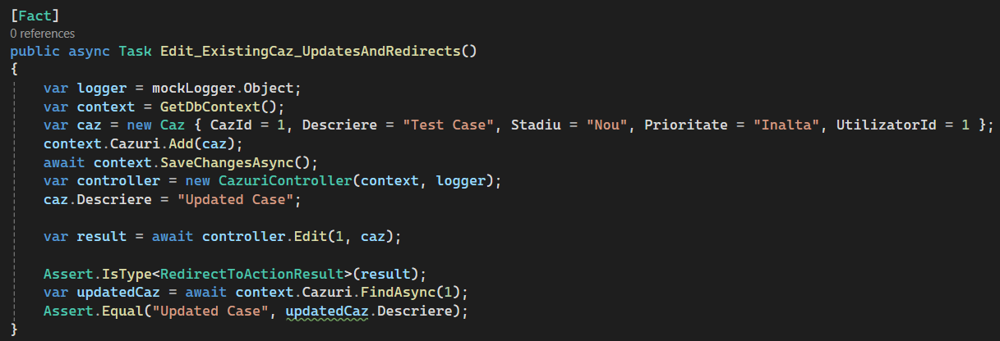 [Fact]
0 references
public async Task Edit_ExistingCaz_UpdatesAndRedirects()
{
    var logger = mockLogger.Object;
    var context = GetDbContext();
    var caz = new Caz { CazId = 1, Descriere = "Test Case", Stadiu = "Nou", Prioritate = "Inalta", UtilizatorId = 1 };
    context.Cazuri.Add(caz);
    await context.SaveChangesAsync();
    var controller = new CazuriController(context, logger);
    caz.Descriere = "Updated Case";

    var result = await controller.Edit(1, caz);

    Assert.IsType<RedirectToActionResult>(result);
    var updatedCaz = await context.Cazuri.FindAsync(1);
    Assert.Equal("Updated Case", updatedCaz.Descriere);
}